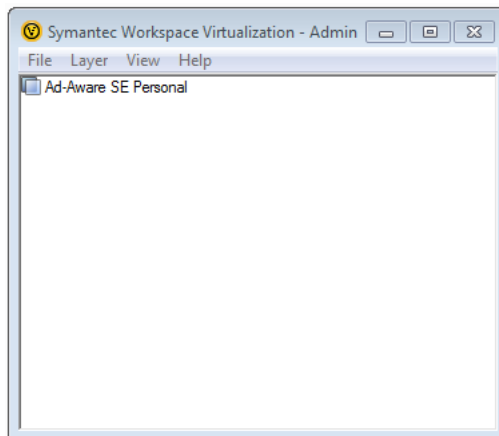 Symantec Workspace Virtualization - Admin
File Layer View Help
Ad-Aware SE Personal